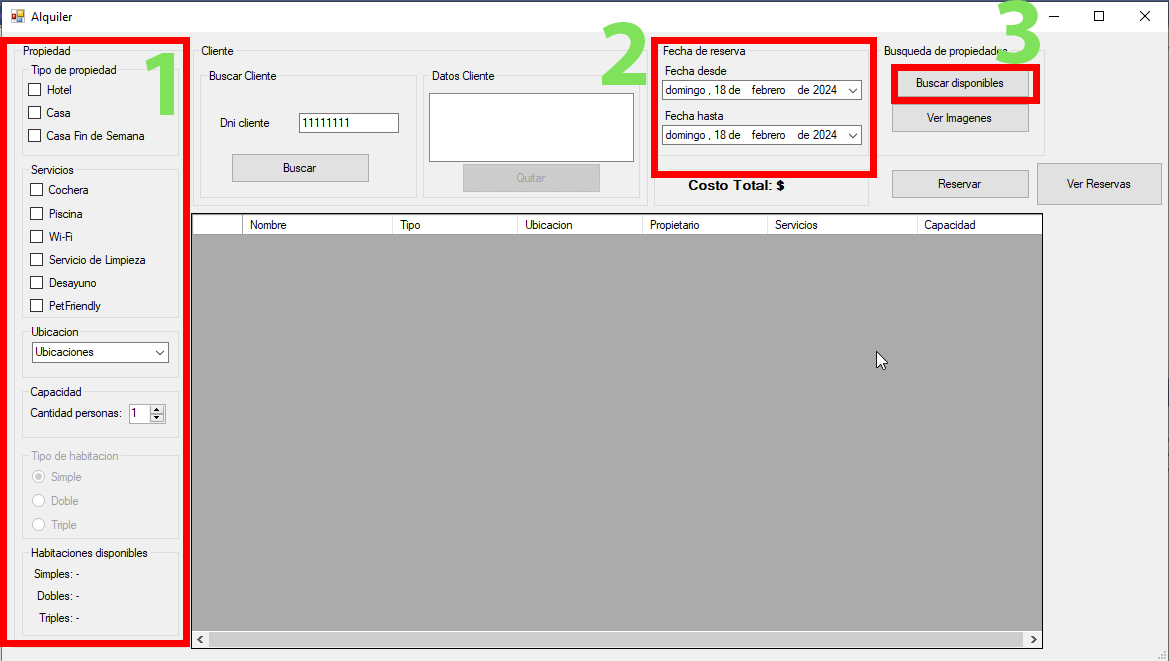 Alquiler
1
2
3
Propiedad
Tipo de propiedad
Hotel
Casa
Casa Fin de Semana
Servicios
Cochera
Piscina
Wi-Fi
Servicio de Limpieza
Desayuno
PetFriendly
Ubicacion
Ubicaciones
Capacidad
Cantidad personas: 1
Tipo de habitacion
Simple
Doble
Triple
Habitaciones disponibles
Simples: -
Dobles: -
Triples: -
Cliente
Buscar Cliente
Dni cliente 11111111
Buscar
Datos Cliente
Quitar
Fecha de reserva
Fecha desde
domingo , 18 de febrero de 2024
Fecha hasta
domingo , 18 de febrero de 2024
Costo Total: $
Busqueda de propiedades
Buscar disponibles
Ver Imagenes
Reservar
Ver Reservas
Nombre Tipo Ubicacion Propietario Servicios Capacidad